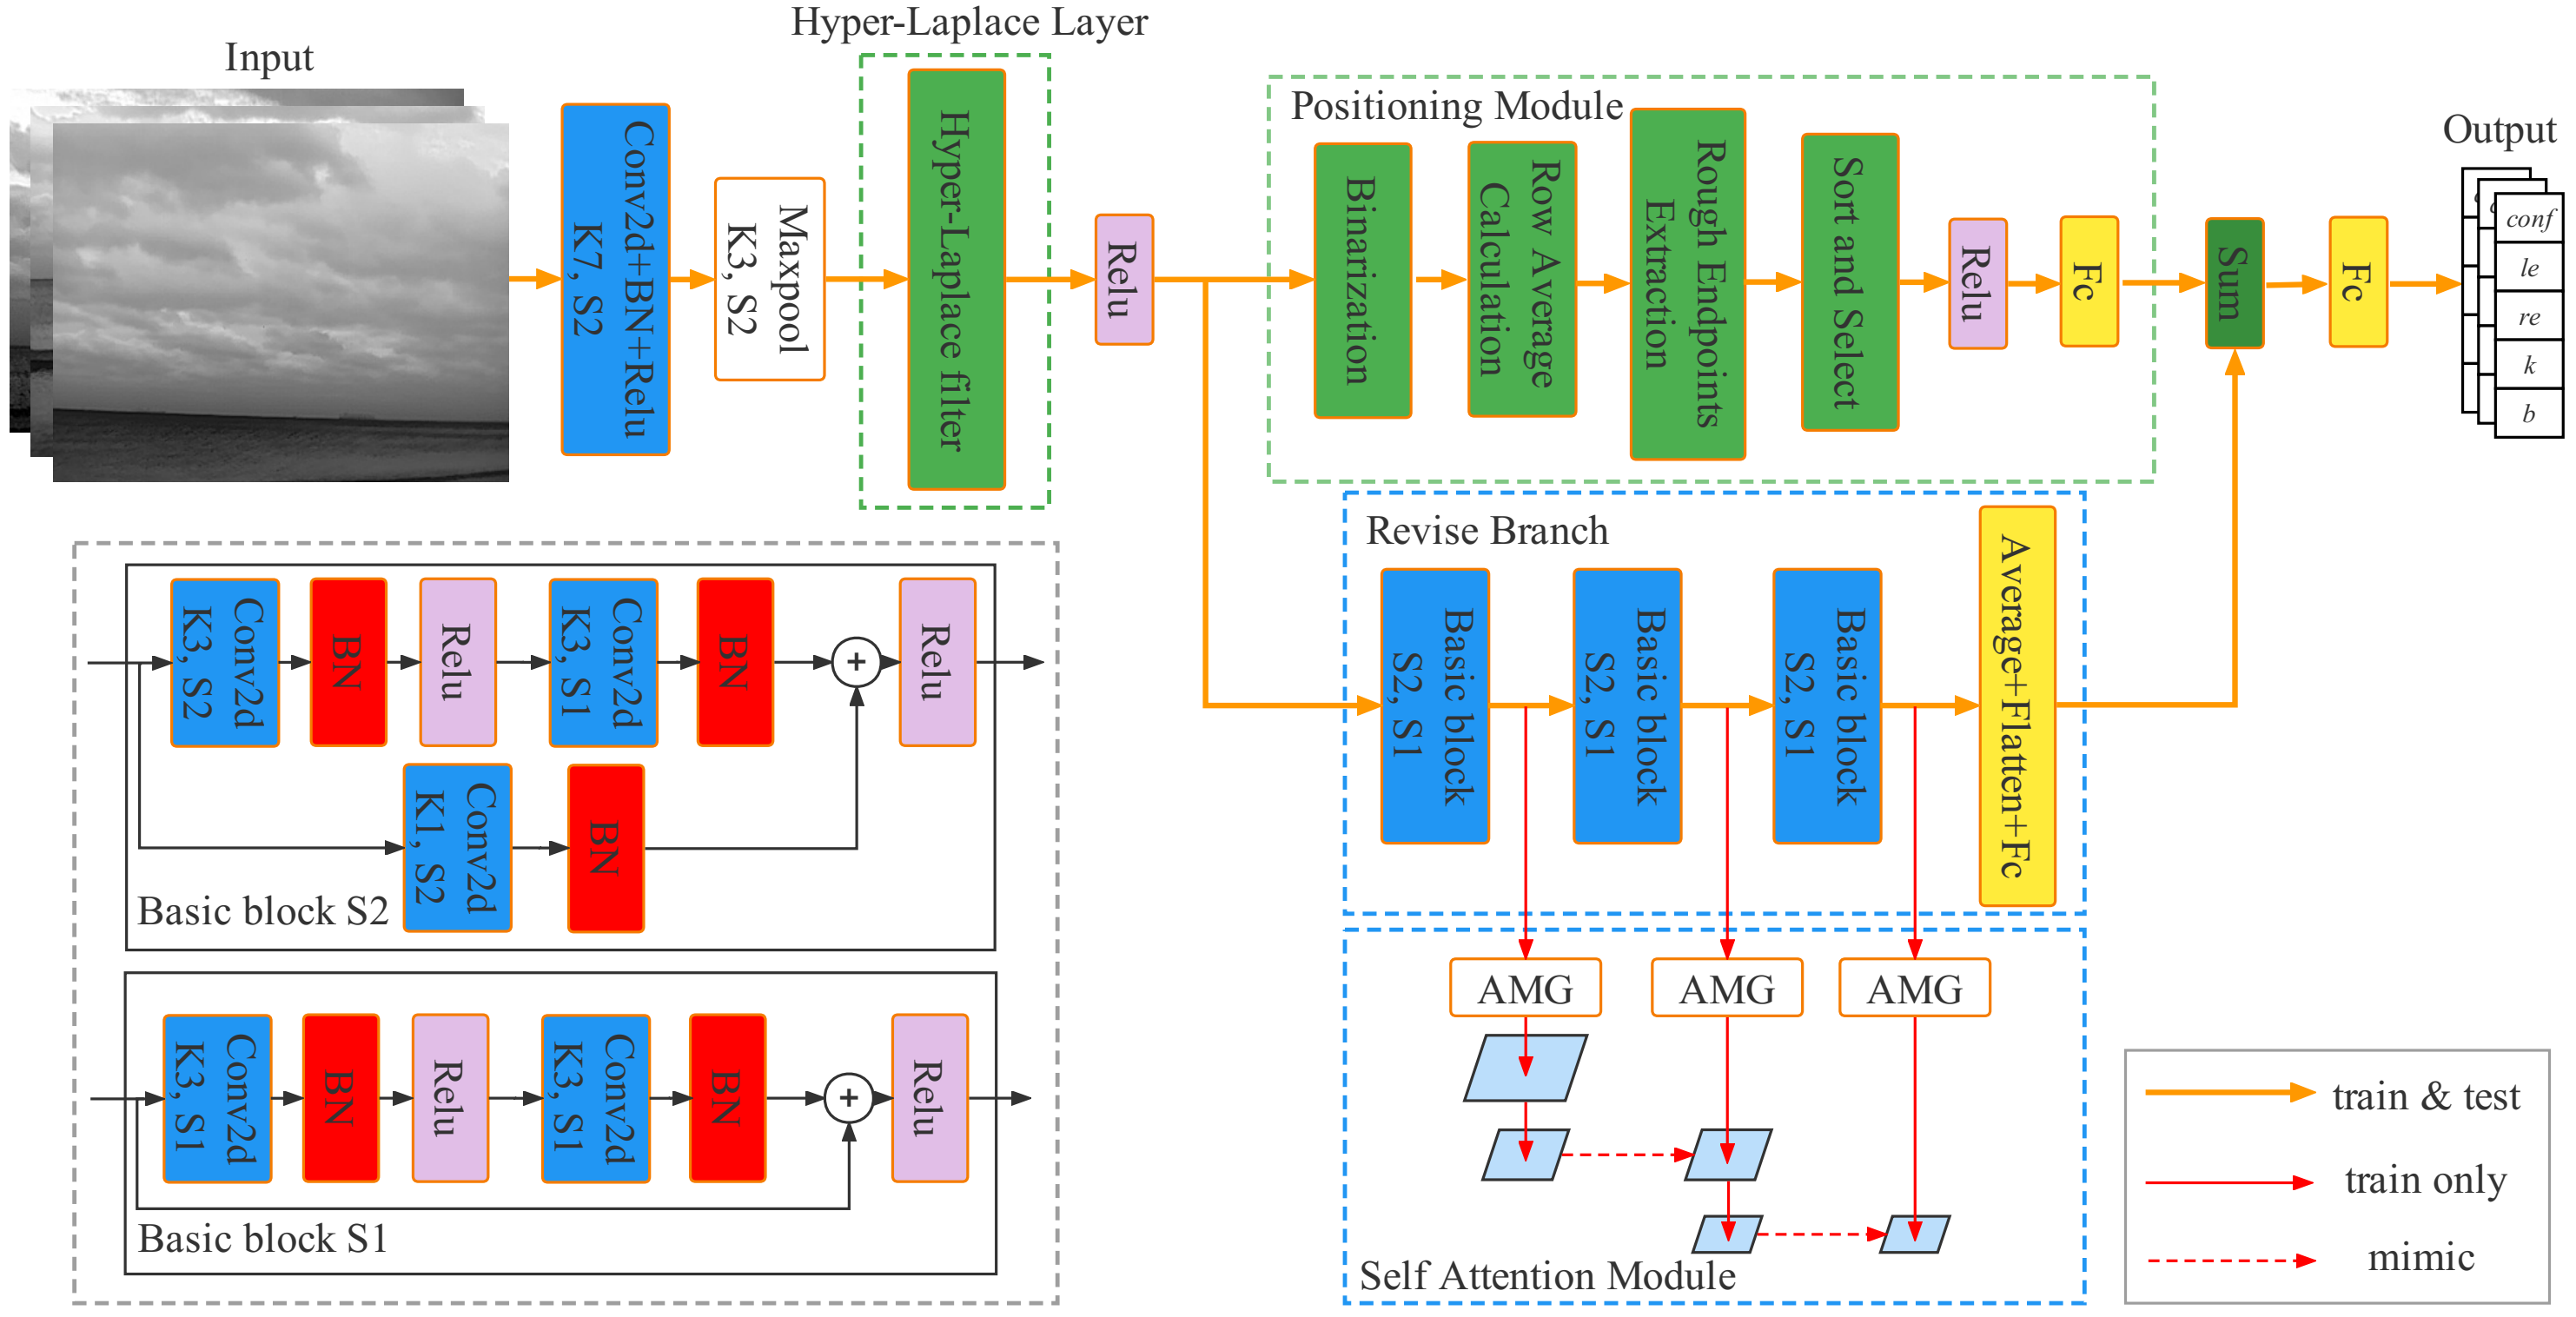 Hyper-Laplace Layer
Input
Conv2d+BN+Relu
K7, S2
Maxpool
K3, S2
Hyper-Laplace filter
Relu
Positioning Module
Binarization
Row Average
Calculation
Rough Endpoints
Extraction
Sort and Select
Relu
Fc
Sum
Fc
Output
conf
le
re
k
b
Revise Branch
Basic block
S2, S1
Basic block
S2, S1
Basic block
S2, S1
Average+Flatten+Fc
AMG
AMG
AMG
Self Attention Module
Conv2d
K3, S2
BN
Relu
Conv2d
K3, S1
BN
+
Relu
Conv2d
K1, S2
BN
Basic block S2
Conv2d
K3, S1
BN
Relu
Conv2d
K3, S1
BN
+
Relu
Basic block S1
train & test
train only
mimic